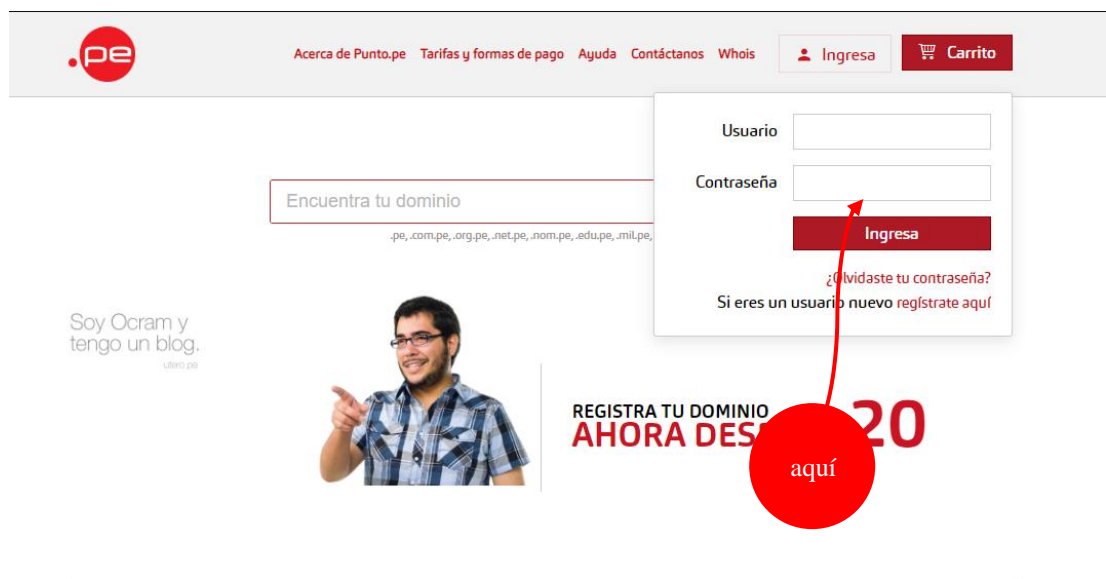 .pe
Acerca de Punto.pe Tarifas y formas de pago Ayuda Contáctanos Whois Ingresa Carrito
Usuario
Contraseña
Encuentra tu dominio
.pe, .com.pe, .org.pe, .net.pe, .nom.pe, .edu.pe, .mil.pe,
Ingresa
¿Olvidaste tu contraseña?
Si eres un usuario nuevo regístrate aquí
Soy Ocram y
tengo un blog.
utero.pe
REGISTRA TU DOMINIO
AHORA DES 20
aquí